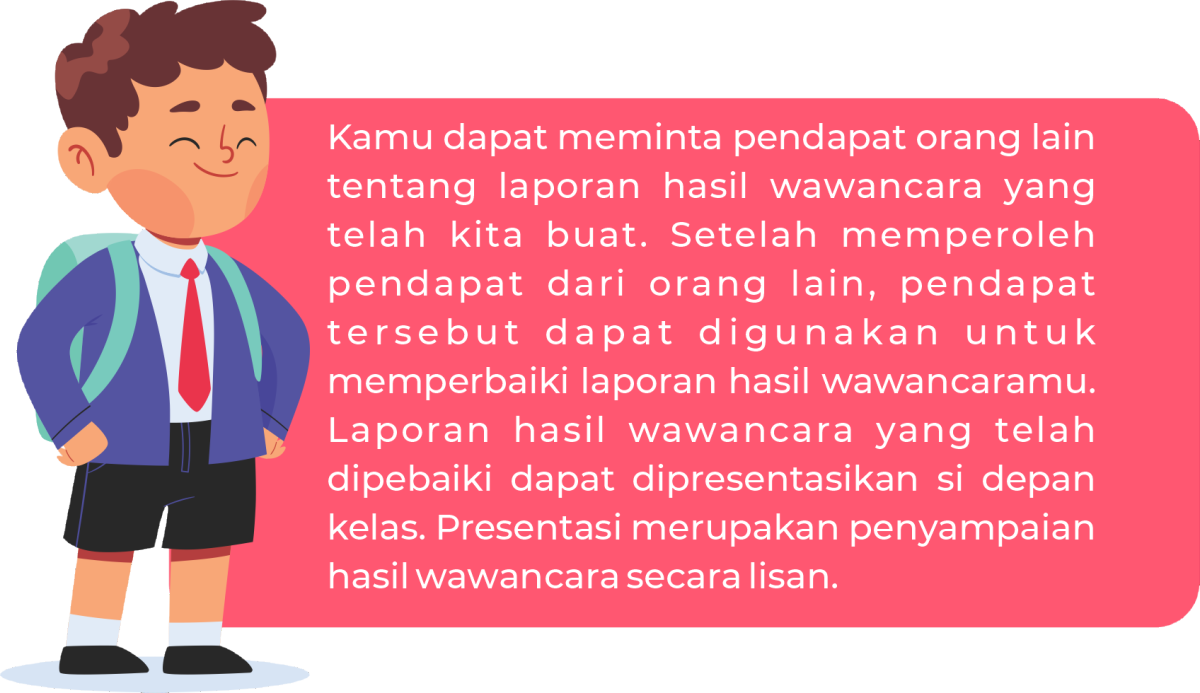 Kamu dapat meminta pendapat orang lain
tentang laporan hasil wawancara yang
telah kita buat. Setelah memperoleh
pendapat dari orang lain, pendapat
tersebut dapat digunakan untuk
memperbaiki laporan hasil wawancaramu.
Laporan hasil wawancara yang telah
dipebaiki dapat dipresentasikan si depan
kelas. Presentasi merupakan penyampaian
hasil wawancara secara lisan.